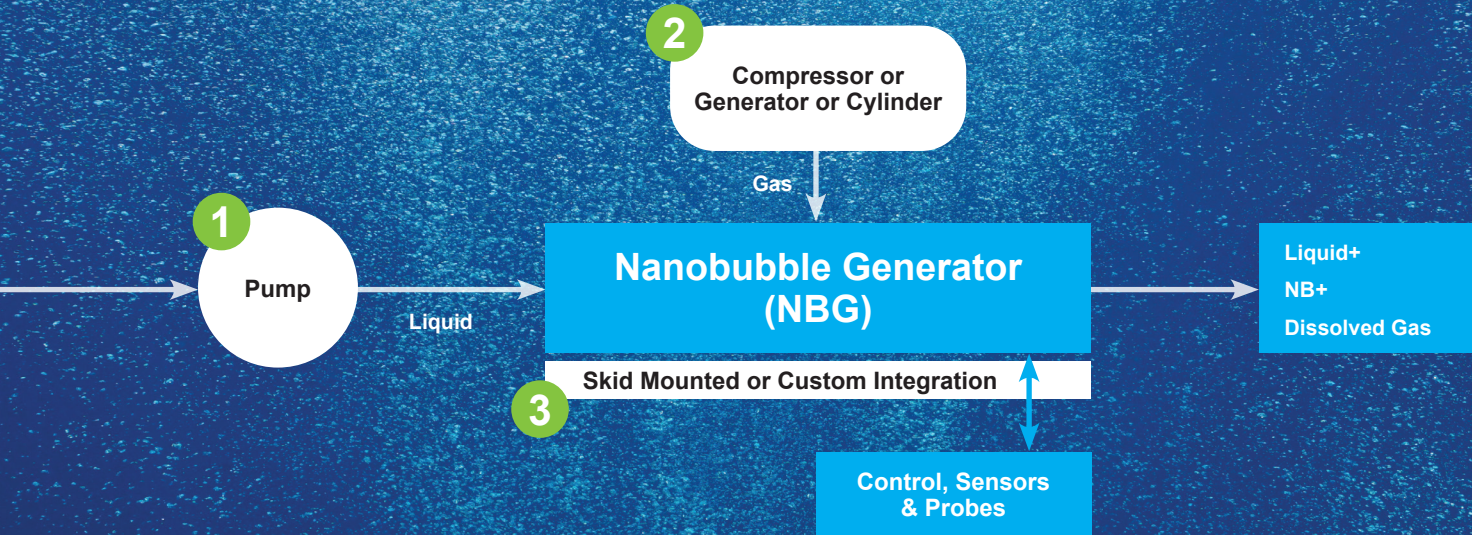 2
Compressor or
Generator or Cylinder
Gas
1
Pump
Liquid
Nanobubble Generator
(NBG)
Liquid+
NB+
Dissolved Gas
3
Skid Mounted or Custom Integration
Control, Sensors
& Probes